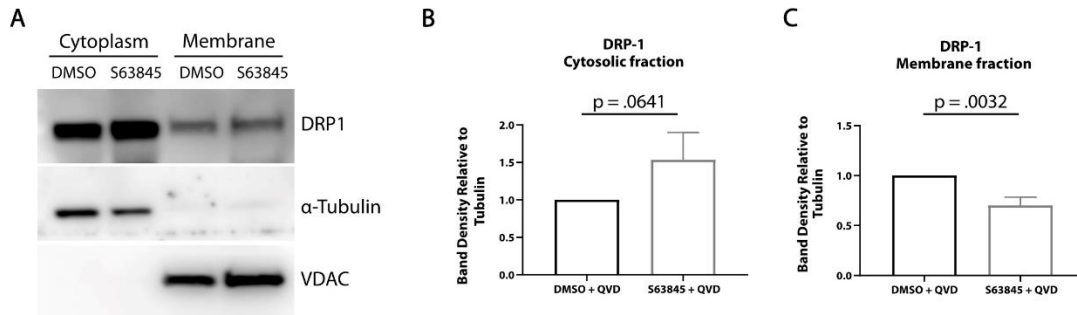 A
Cytoplasm Membrane
DMSO S63845 DMSO S63845
DRP1
α-Tubulin
VDAC
B
DRP-1
Cytosolic fraction
p = .0641
Band Density Relative to
Tubulin
2.0
1.5
1.0
0.5
0.0
DMSO + QVD S63845 + QVD
C
DRP-1
Membrane fraction
p = .0032
Band Density Relative to
Tubulin
1.5
1.0
0.5
0.0
DMSO + QVD S63845 + QVD